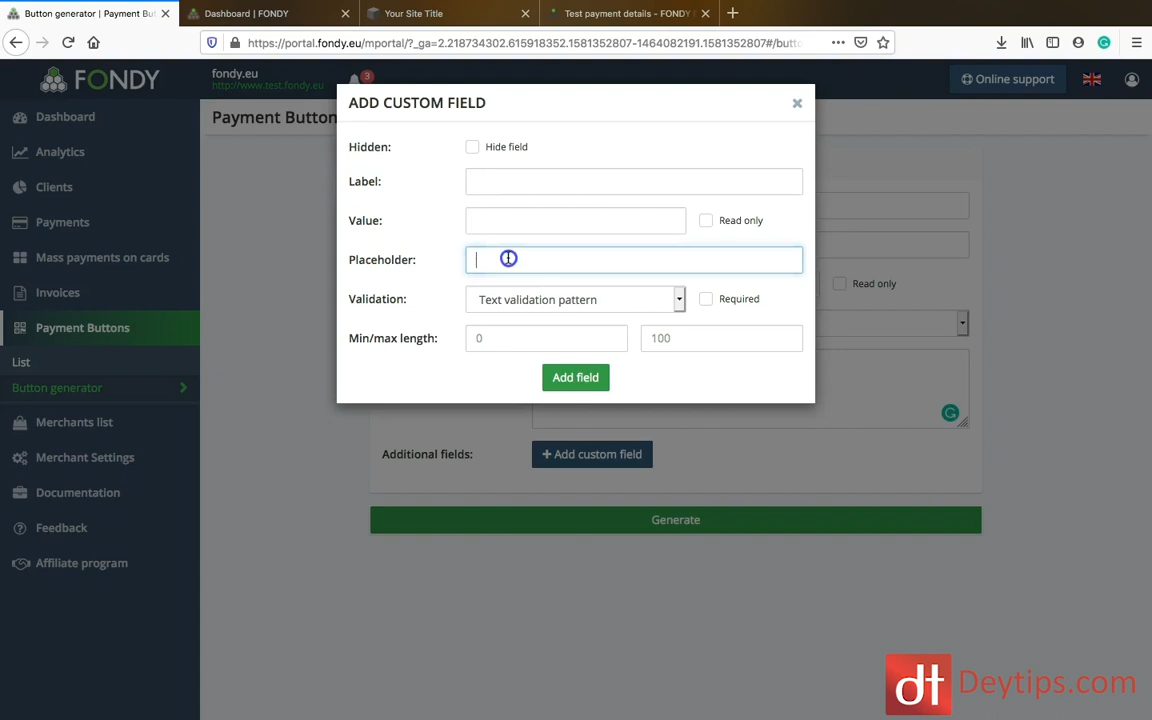 Button generator | Payment Bu
Dashboard | FONDY
Your Site Title
Test payment details - FONDY
https://portal.fondy.eu/mportal/?_ga=2.218734302.615918352.1581352807-1464082191.1581352807#/butt
FONDY
fondy.eu
http://www.test.fondy.eu
3
Online support
Dashboard
Analytics
Clients
Payments
Mass payments on cards
Invoices
Payment Buttons
List
Button generator
Merchants list
Merchant Settings
Documentation
Feedback
Affiliate program
Payment Button
ADD CUSTOM FIELD
Hidden: Hide field
Label:
Value: Read only
Placeholder:
Validation: Text validation pattern Required
Min/max length: 0 100
Add field
Read only
Additional fields: + Add custom field
Generate
dt Deytips.com